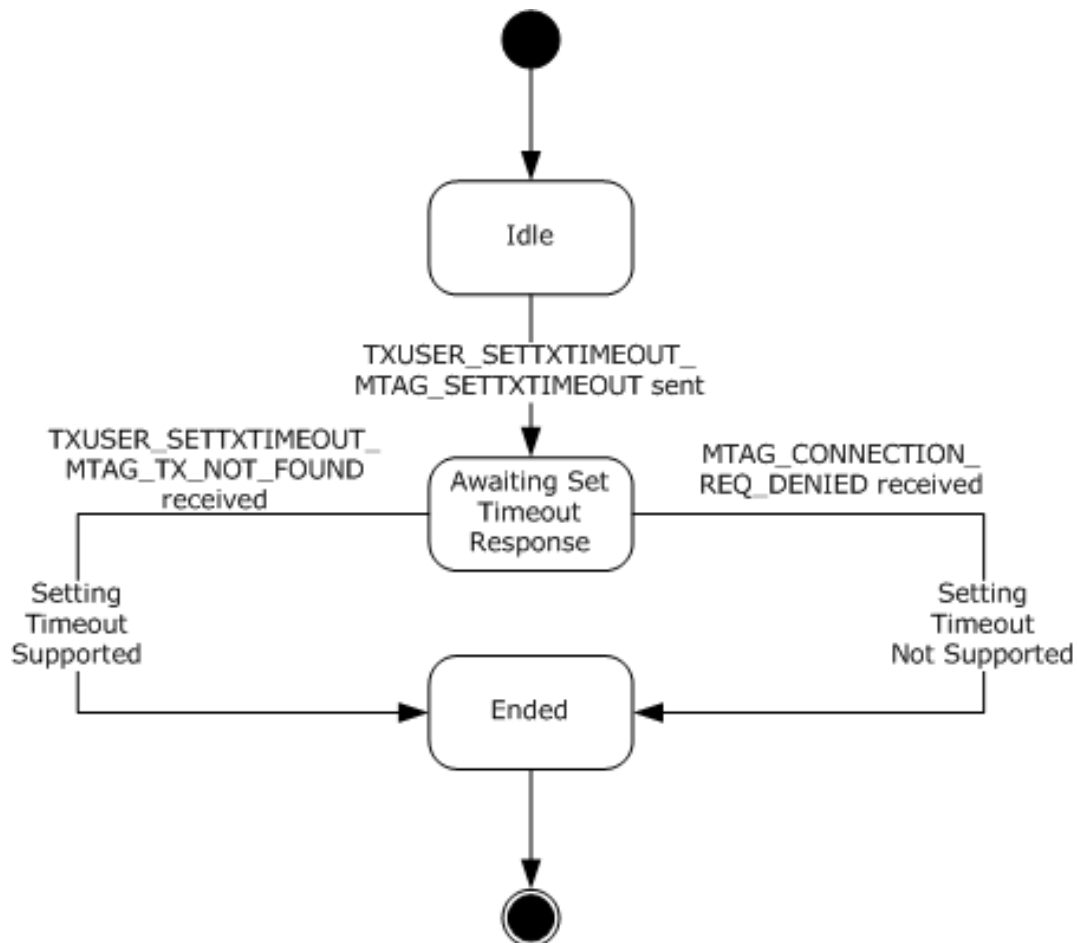 Idle
TXUSER_SETTXTIMEOUT_
MTAG_SETTXTIMEOUT sent
TXUSER_SETTXTIMEOUT_
MTAG_TX_NOT_FOUND
received
Awaiting Set
Timeout
Response
MTAG_CONNECTION_
REQ_DENIED received
Setting
Timeout
Supported
Setting
Timeout
Not Supported
Ended